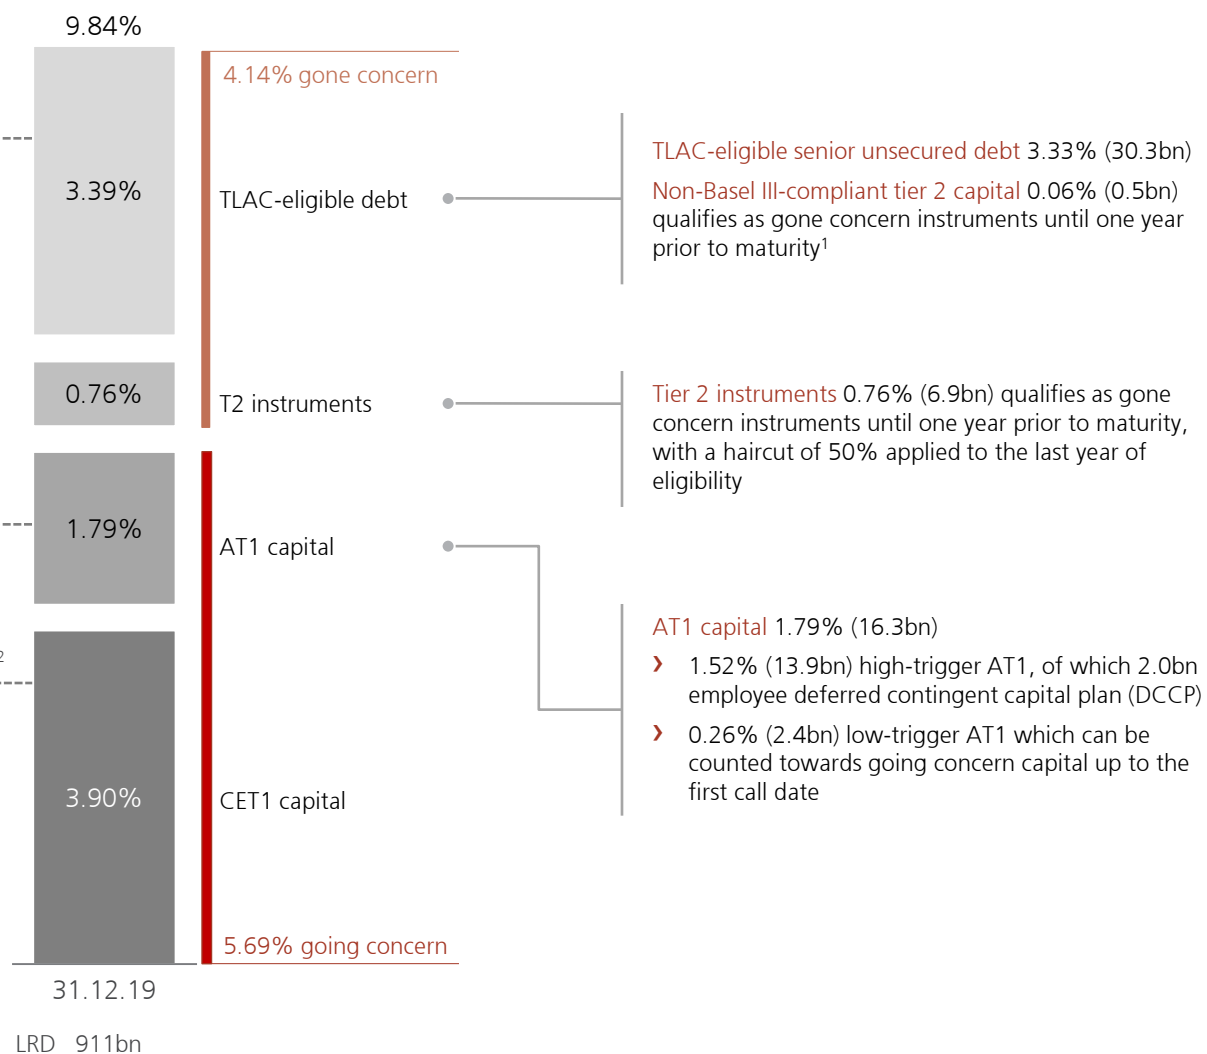 9.84%
4.14% gone concern
3.39%
TLAC-eligible debt
TLAC-eligible senior unsecured debt 3.33% (30.3bn)
Non-Basel III-compliant tier 2 capital 0.06% (0.5bn)
qualifies as gone concern instruments until one year
prior to maturity1
0.76%
T2 instruments
Tier 2 instruments 0.76% (6.9bn) qualifies as gone
concern instruments until one year prior to maturity,
with a haircut of 50% applied to the last year of
eligibility
1.79%
AT1 capital
AT1 capital 1.79% (16.3bn)
› 1.52% (13.9bn) high-trigger AT1, of which 2.0bn
employee deferred contingent capital plan (DCCP)
› 0.26% (2.4bn) low-trigger AT1 which can be
counted towards going concern capital up to the
first call date
2
3.90%
CET1 capital
5.69% going concern
31.12.19
LRD 911bn